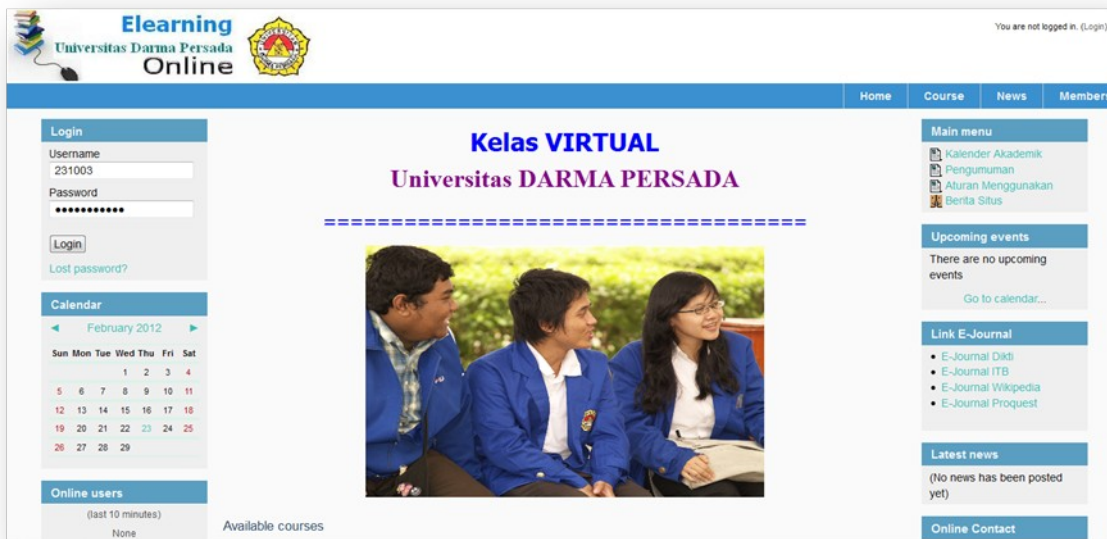 Elearning
Universitas Darma Persada
Online
You are not logged in. (Login)
Home Course News Members
Login
Username
231003
Password
•••••••••••
Login
Lost password?
Calendar
◄ February 2012 ►
Sun Mon Tue Wed Thu Fri Sat
1 2 3 4
5 6 7 8 9 10 11
12 13 14 15 16 17 18
19 20 21 22 23 24 25
26 27 28 29
Online users
(last 10 minutes)
None
Kelas VIRTUAL
Universitas DARMA PERSADA
====================================
Available courses
Main menu
Kalender Akademik
Pengumuman
Aturan Menggunakan
Berita Situs
Upcoming events
There are no upcoming
events
Go to calendar...
Link E-Journal
• E-Journal Dikti
• E-Journal ITB
• E-Journal Wikipedia
• E-Journal Proquest
Latest news
(No news has been posted
yet)
Online Contact